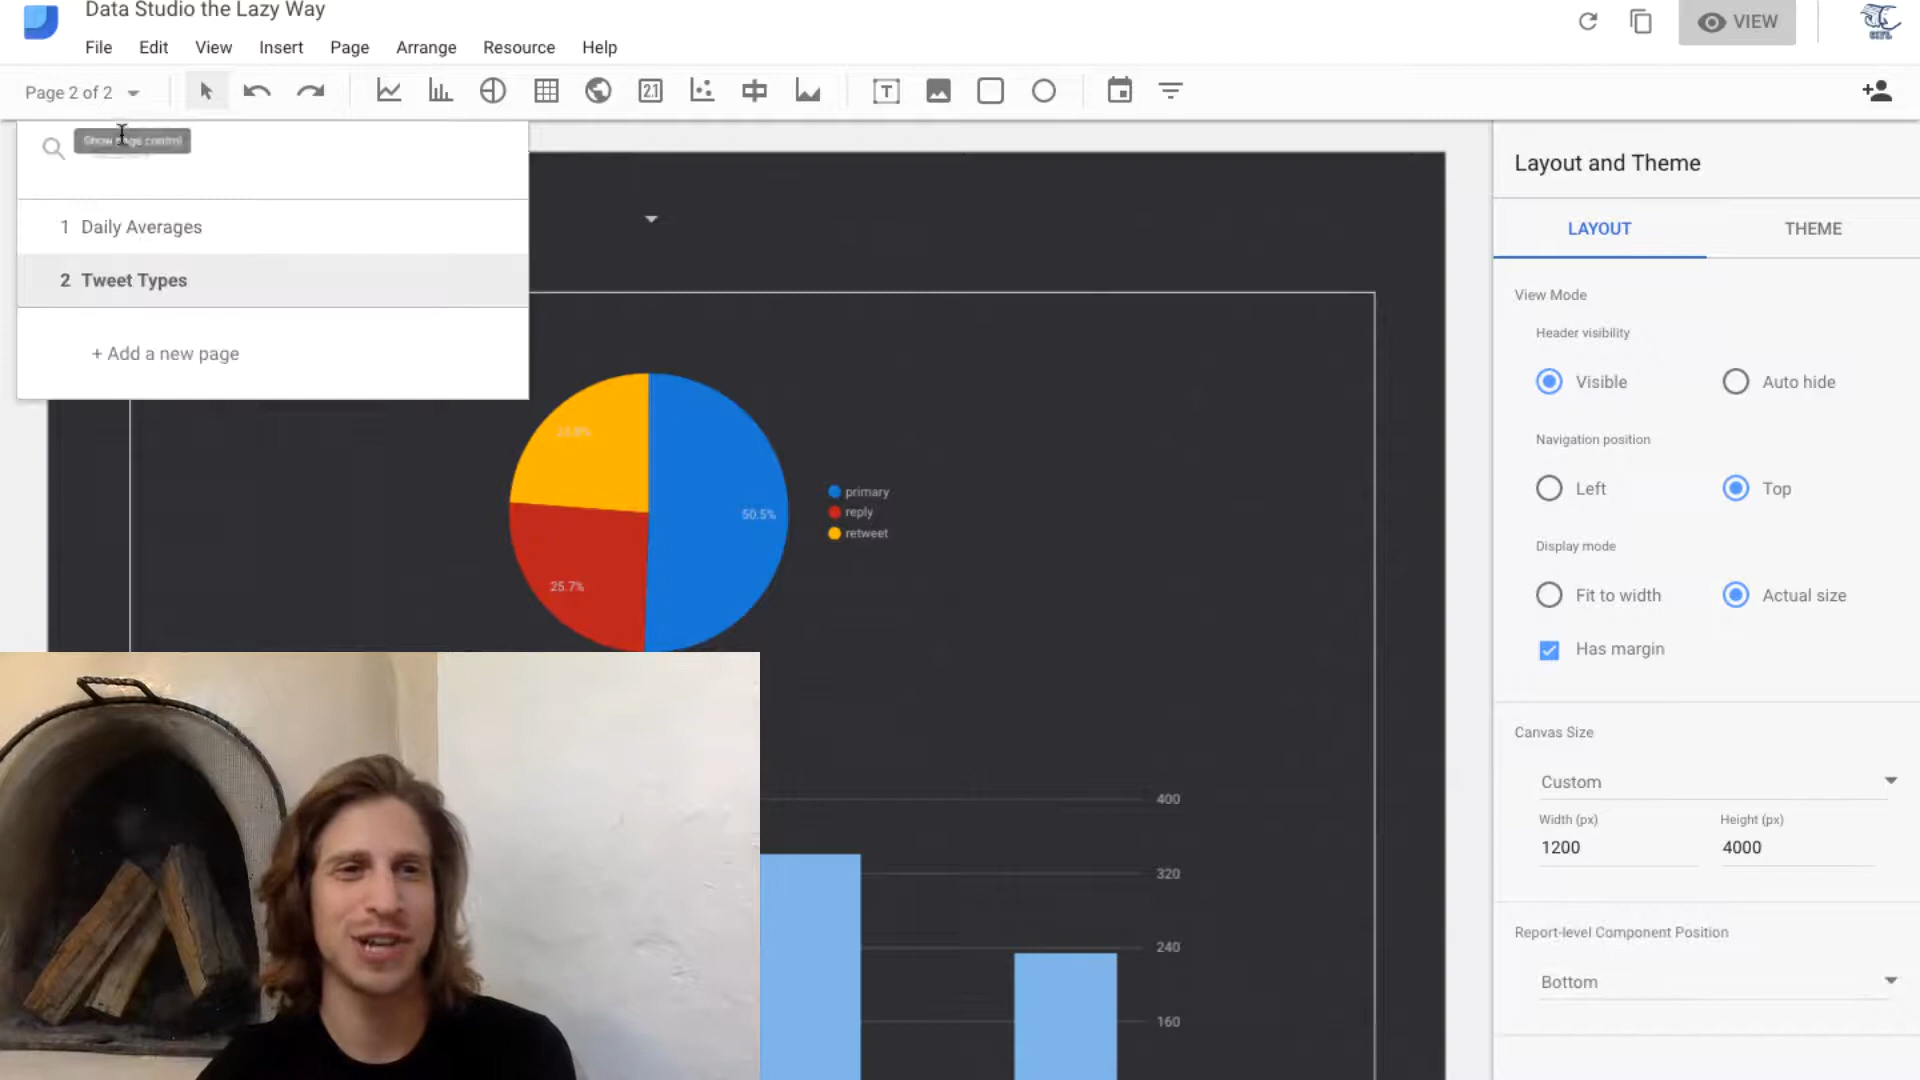 Data Studio the Lazy Way
File Edit View Insert Page Arrange Resource Help
VIEW
Page 2 of 2
Show page control
1 Daily Averages
2 Tweet Types
+ Add a new page
50.5%
25.7%
primary
reply
retweet
400
320
240
160
Layout and Theme
LAYOUT THEME
View Mode
Header visibility
Visible Auto hide
Navigation position
Left Top
Display mode
Fit to width Actual size
Has margin
Canvas Size
Custom
Width (px) Height (px)
1200 4000
Report-level Component Position
Bottom